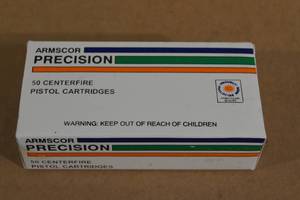 ARMSCOR
PRECISION
50 CENTERFIRE
PISTOL CARTRIDGES
WARNING: KEEP OUT OF REACH OF CHILDREN
ARMSCOR
PRECISION
50 CENTERFIRE
PISTOL CARTRIDGES